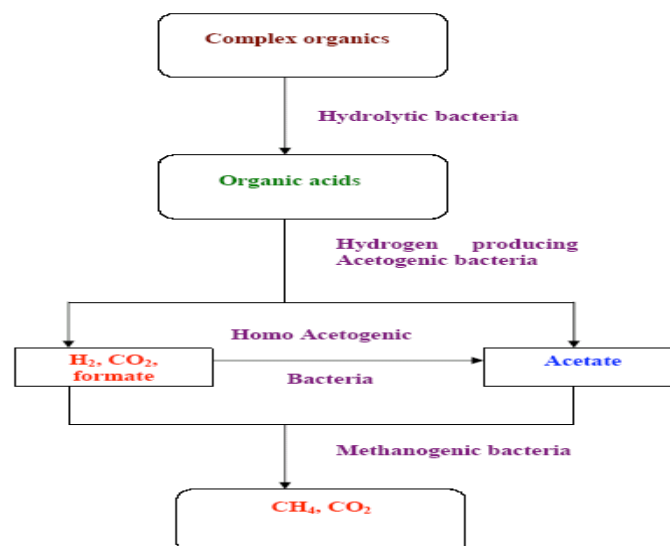 Complex organics
Hydrolytic bacteria
Organic acids
Hydrogen producing
Acetogenic bacteria
Homo Acetogenic
H₂, CO₂,
formate
Acetate
Bacteria
Methanogenic bacteria
CH₄, CO₂